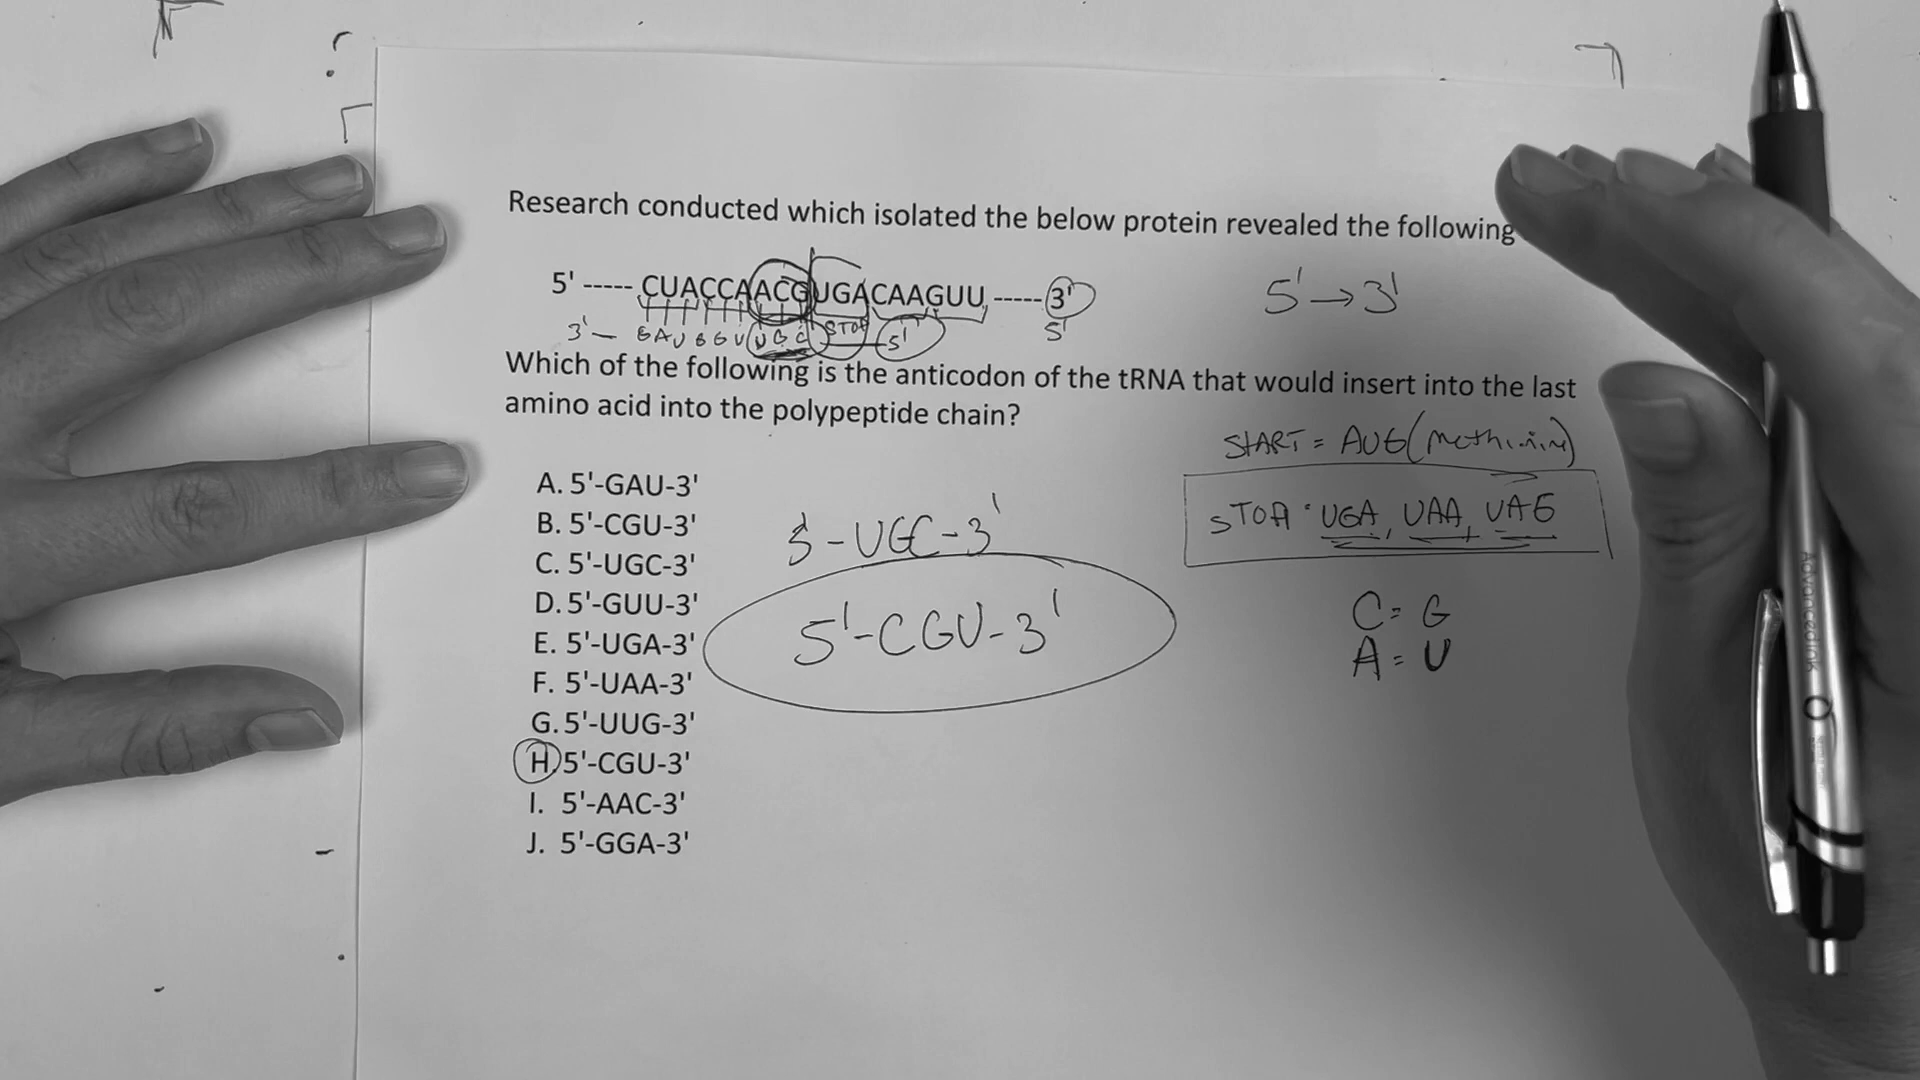 Research conducted which isolated the below protein revealed the following
5' ----- CUACCAACGUGACAAGUU -----3'
5' → 3'
3' — GAUGGUUGC STOP — 5'
5'
Which of the following is the anticodon of the tRNA that would insert into the last
amino acid into the polypeptide chain?
START = AUG (Methi
STOP : UGA, UAA, UAG
A. 5'-GAU-3'
B. 5'-CGU-3'
C. 5'-UGC-3'
D. 5'-GUU-3'
E. 5'-UGA-3'
F. 5'-UAA-3'
G. 5'-UUG-3'
H. 5'-CGU-3'
I. 5'-AAC-3'
J. 5'-GGA-3'
-UGC-3'
5'-CGU-3'
C = G
A = U
Advanced Ink